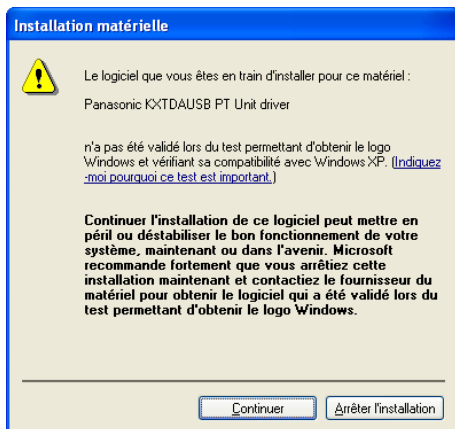 Installation matérielle
Le logiciel que vous êtes en train d'installer pour ce matériel :
Panasonic KXTDAUSB PT Unit driver
n'a pas été validé lors du test permettant d'obtenir le logo
Windows et vérifiant sa compatibilité avec Windows XP. (Indiquez
-moi pourquoi ce test est important.)
Continuer l'installation de ce logiciel peut mettre en
péril ou déstabiliser le bon fonctionnement de votre
système, maintenant ou dans l'avenir. Microsoft
recommande fortement que vous arrêtiez cette
installation maintenant et contactiez le fournisseur du
matériel pour obtenir le logiciel qui a été validé lors du
test permettant d'obtenir le logo Windows.
Continuer Arrêter l'installation